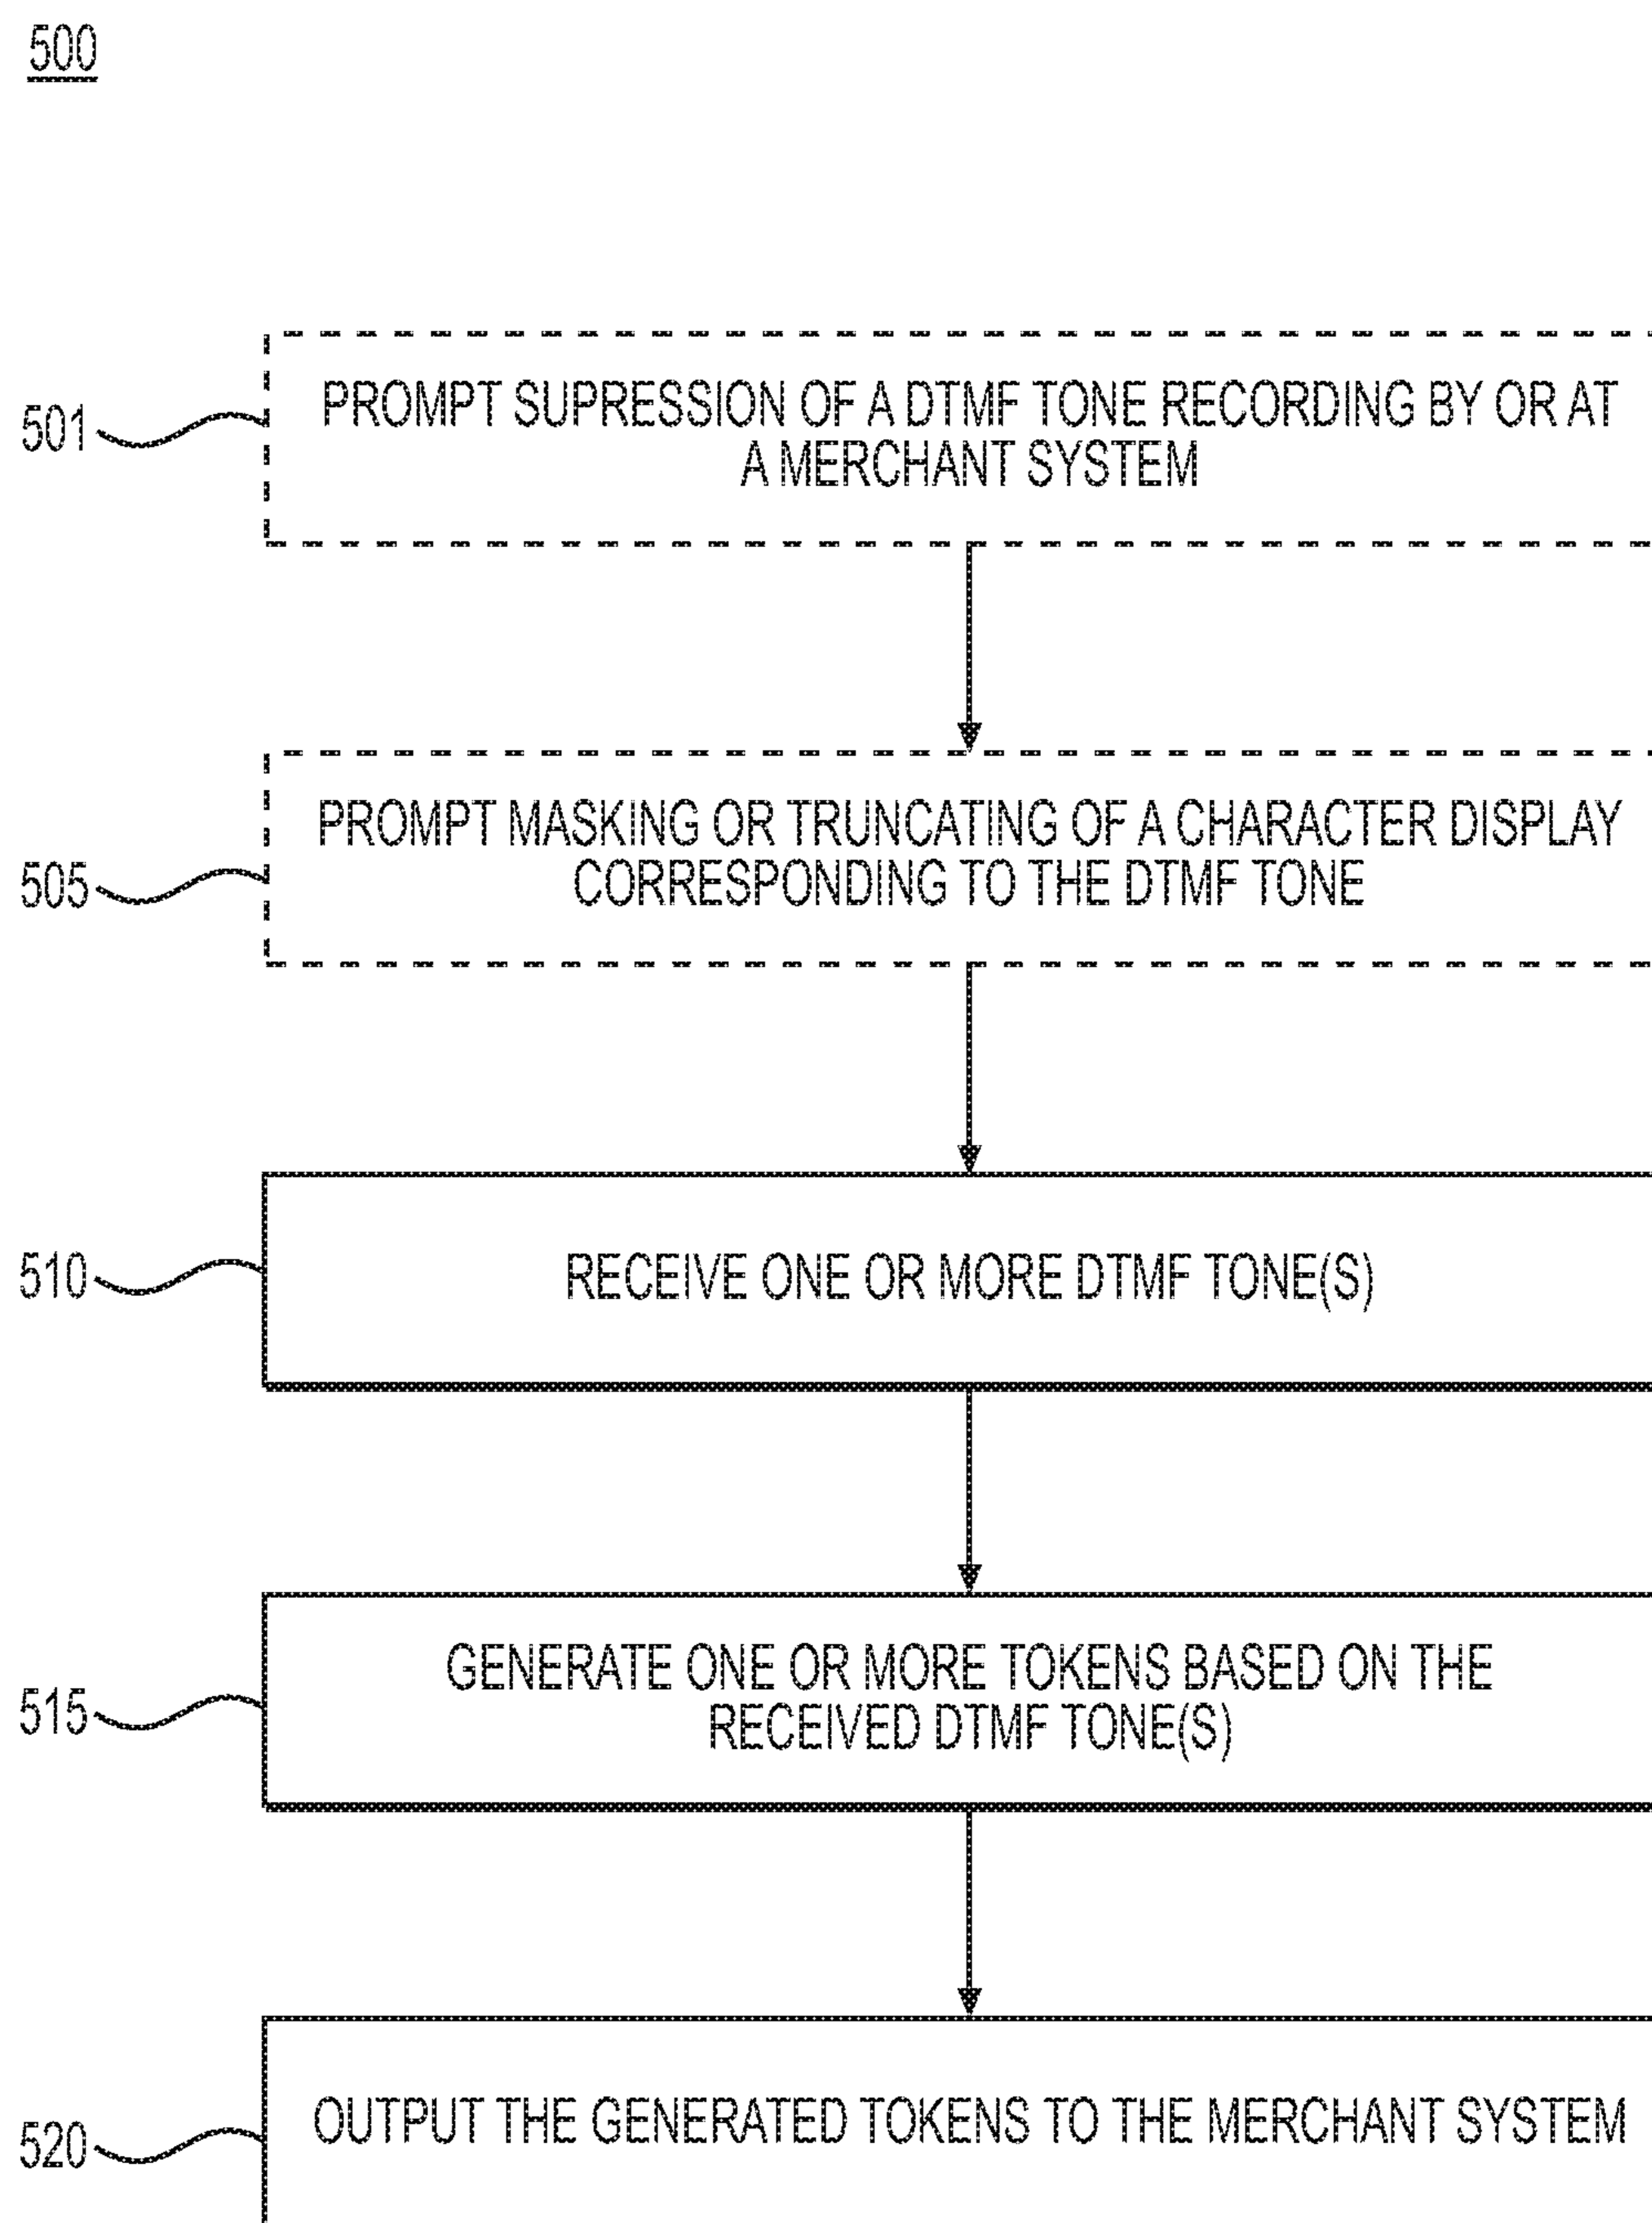 500
501
PROMPT SUPRESSION OF A DTMF TONE RECORDING BY OR AT
A MERCHANT SYSTEM
505
PROMPT MASKING OR TRUNCATING OF A CHARACTER DISPLAY
CORRESPONDING TO THE DTMF TONE
510
RECEIVE ONE OR MORE DTMF TONE(S)
515
GENERATE ONE OR MORE TOKENS BASED ON THE
RECEIVED DTMF TONE(S)
520
OUTPUT THE GENERATED TOKENS TO THE MERCHANT SYSTEM